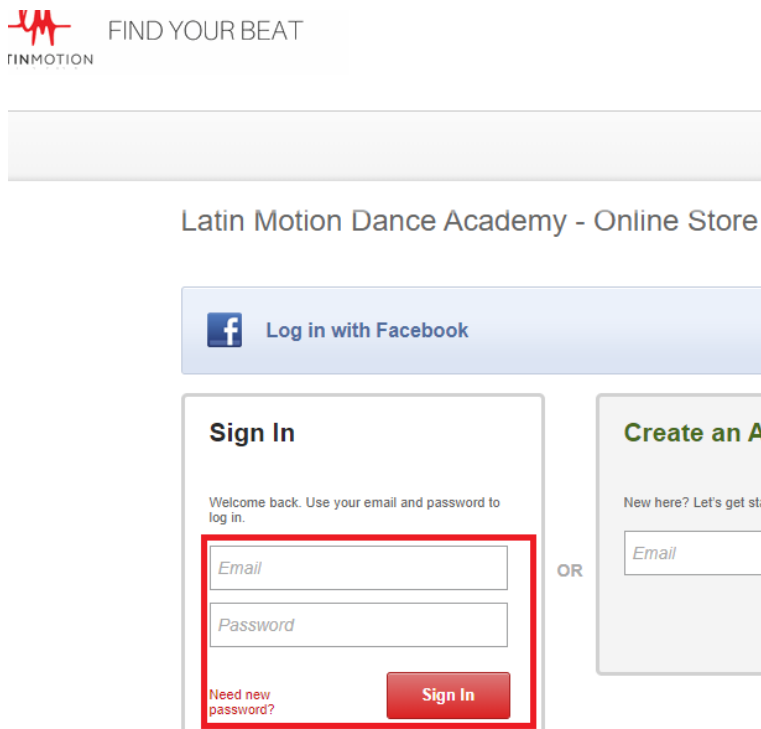 FIND YOUR BEAT
TINMOTION
Latin Motion Dance Academy - Online Store
f Log in with Facebook
Sign In
Welcome back. Use your email and password to
log in.
Email
Password
Need new
password?
Sign In
OR
Create an A
New here? Let's get sta
Email